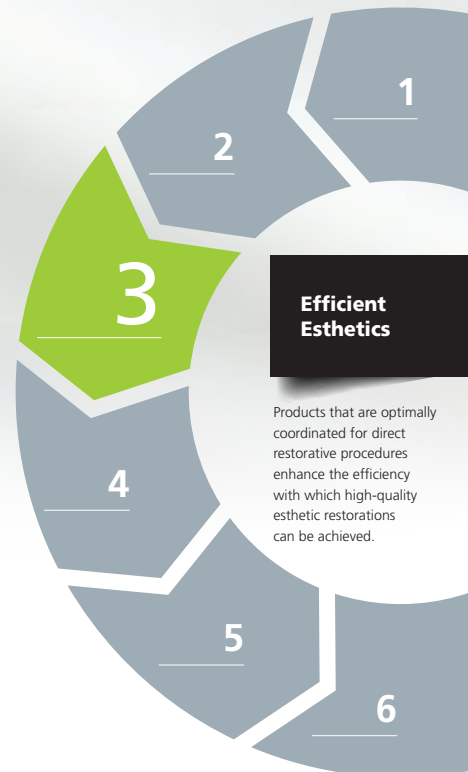 1
2
3
Efficient
Esthetics
Products that are optimally
coordinated for direct
restorative procedures
enhance the efficiency
with which high-quality
esthetic restorations
can be achieved.
4
5
6